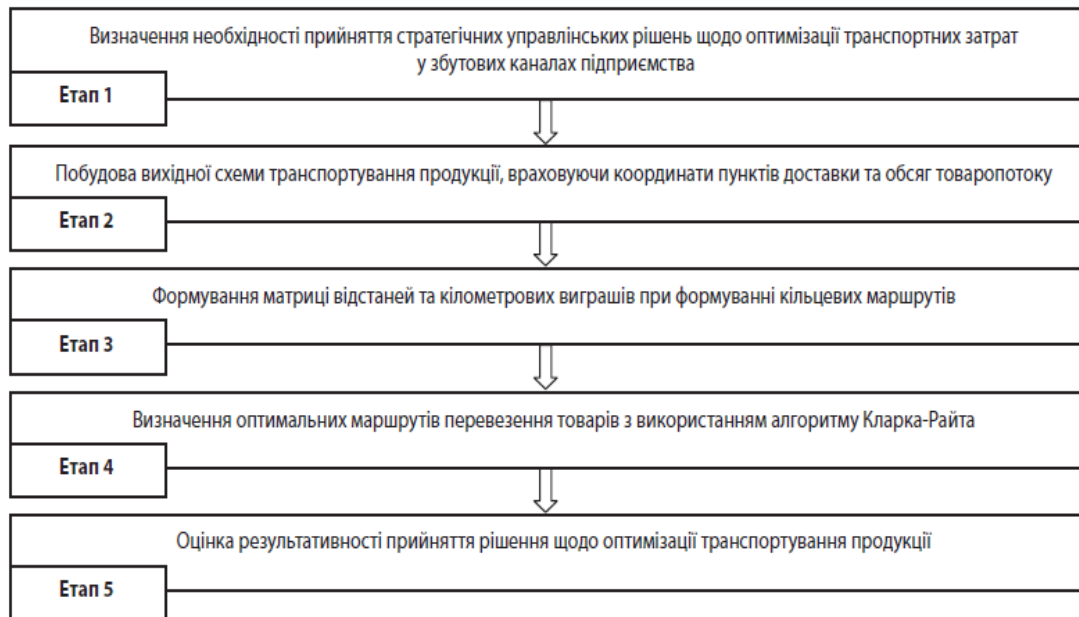 Визначення необхідності прийняття стратегічних управлінських рішень щодо оптимізації транспортних затрат
у збутових каналах підприємства
Етап 1
Побудова вихідної схеми транспортування продукції, враховуючи координати пунктів доставки та обсяг товаропотоку
Етап 2
Формування матриці відстаней та кілометрових виграшів при формуванні кільцевих маршрутів
Етап 3
Визначення оптимальних маршрутів перевезення товарів з використанням алгоритму Кларка-Райта
Етап 4
Оцінка результативності прийняття рішення щодо оптимізації транспортування продукції
Етап 5